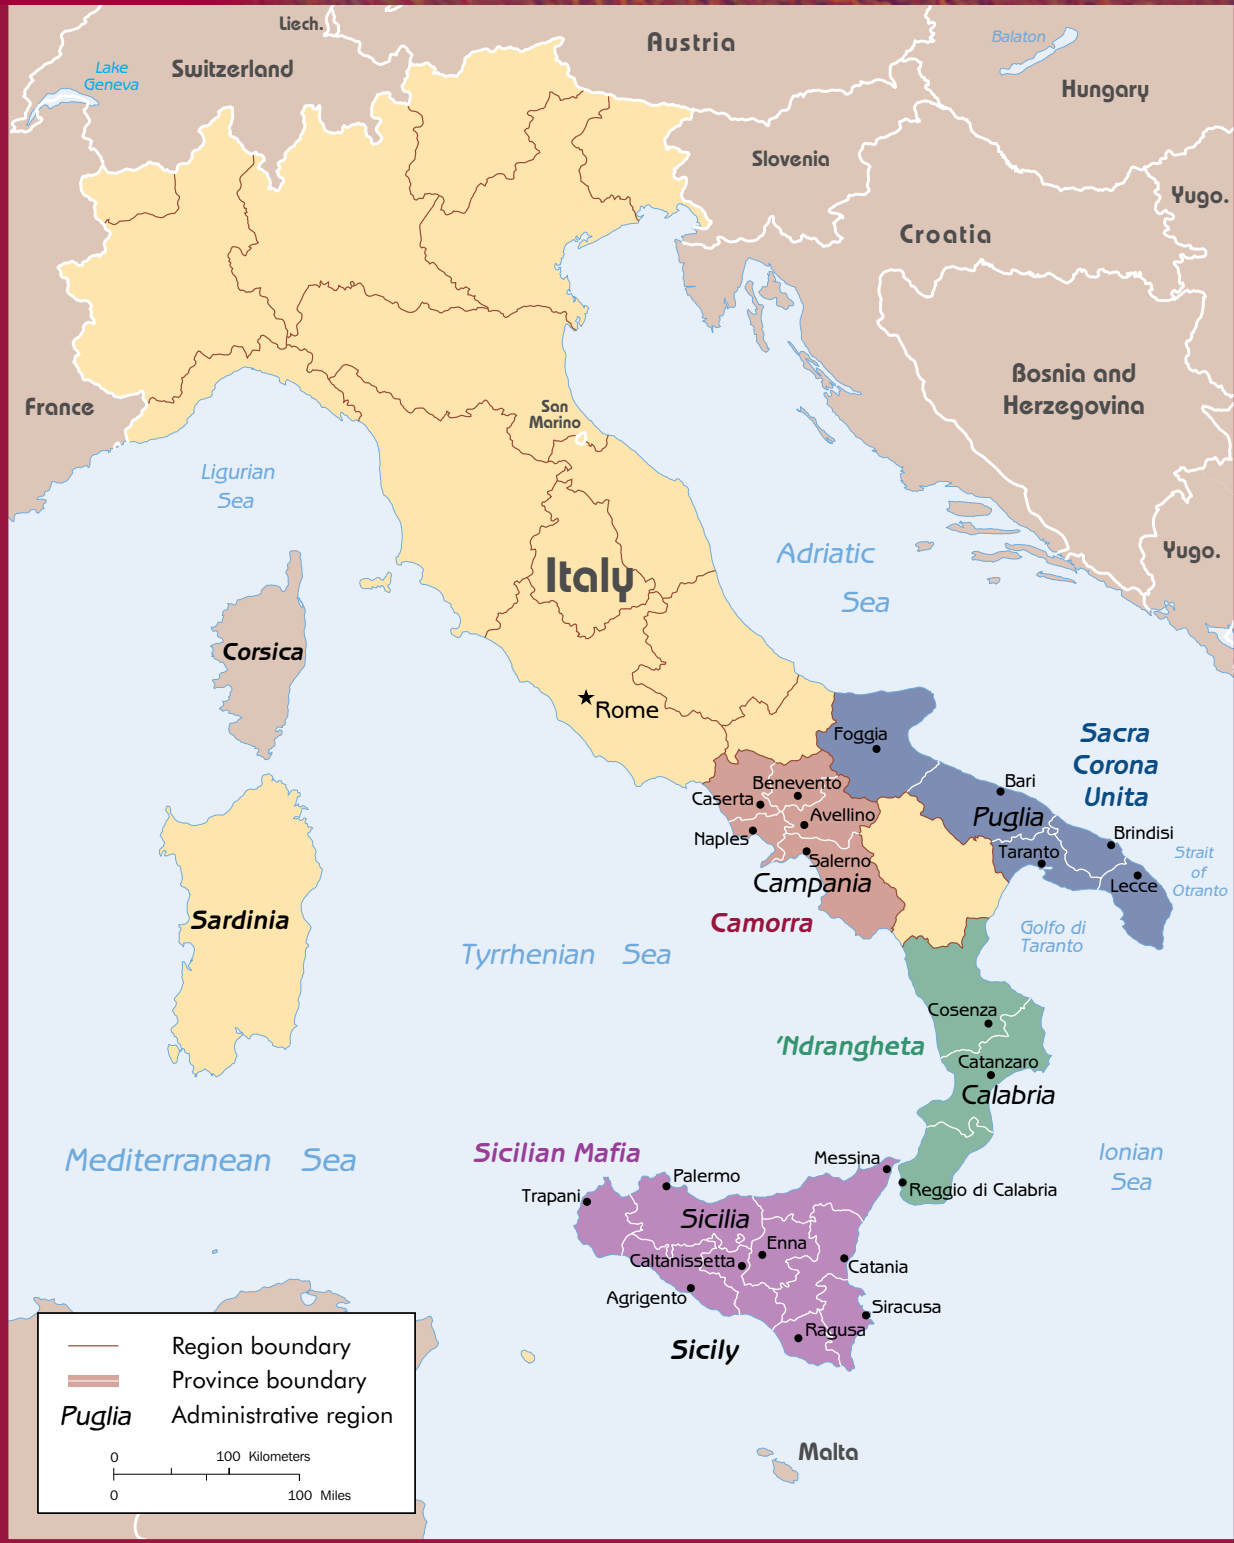 Liech.
Austria
Balaton
Lake
Geneva
Switzerland
Hungary
Slovenia
Yugo.
Croatia
Bosnia and
Herzegovina
France
San
Marino
Ligurian
Sea
Adriatic
Sea
Yugo.
Italy
Corsica
Rome
Foggia
Sacra
Corona
Unita
Bari
Benevento
Caserta
Avellino
Puglia
Naples
Brindisi
Salerno
Taranto
Strait
of
Otranto
Campania
Lecce
Sardinia
Camorra
Golfo di
Taranto
Tyrrhenian Sea
Cosenza
'Ndrangheta
Catanzaro
Calabria
Mediterranean Sea
Sicilian Mafia
Messina
Ionian
Sea
Palermo
Trapani
Reggio di Calabria
Sicilia
Enna
Caltanissetta
Catania
Agrigento
Siracusa
Ragusa
Sicily
Region boundary
Province boundary
Puglia Administrative region
0 100 Kilometers
0 100 Miles
Malta